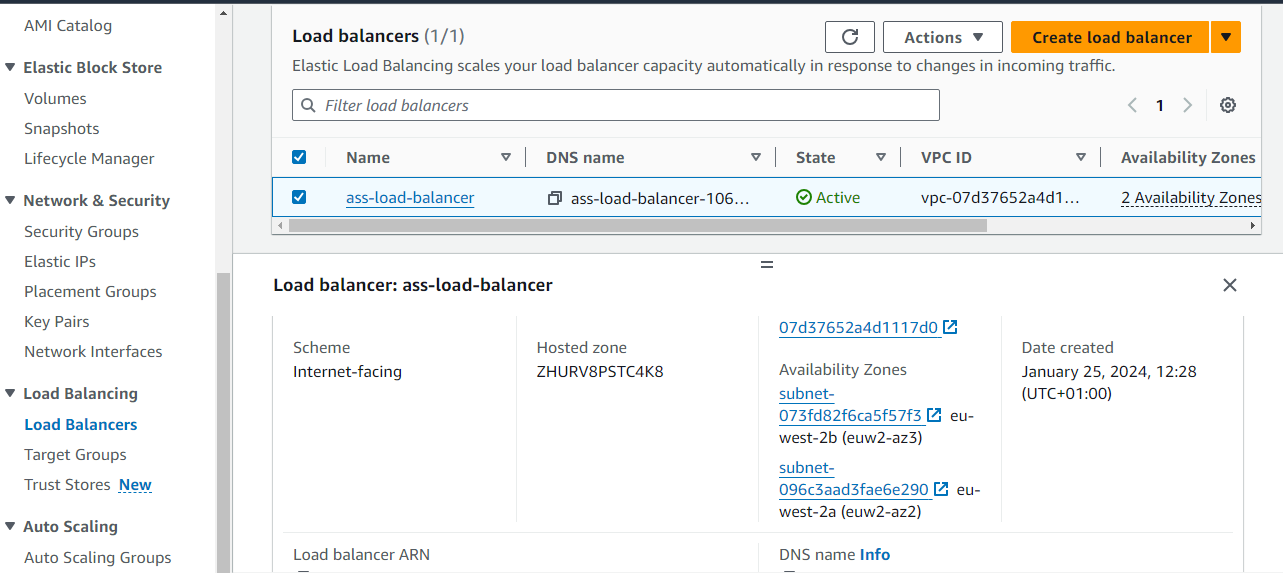 AMI Catalog
Elastic Block Store
Volumes
Snapshots
Lifecycle Manager
Network & Security
Security Groups
Elastic IPs
Placement Groups
Key Pairs
Network Interfaces
Load Balancing
Load Balancers
Target Groups
Trust Stores New
Auto Scaling
Auto Scaling Groups
Load balancers (1/1)
Actions
Create load balancer
Elastic Load Balancing scales your load balancer capacity automatically in response to changes in incoming traffic.
Filter load balancers
1
Name DNS name State VPC ID Availability Zones
ass-load-balancer ass-load-balancer-106... Active vpc-07d37652a4d1... 2 Availability Zones
Load balancer: ass-load-balancer
Scheme
Internet-facing
Hosted zone
ZHURV8PSTC4K8
07d37652a4d1117d0
Availability Zones
subnet-
073fd82f6ca5f57f3 eu-
west-2b (euw2-az3)
subnet-
096c3aad3fae6e290 eu-
west-2a (euw2-az2)
Date created
January 25, 2024, 12:28
(UTC+01:00)
Load balancer ARN
DNS name Info